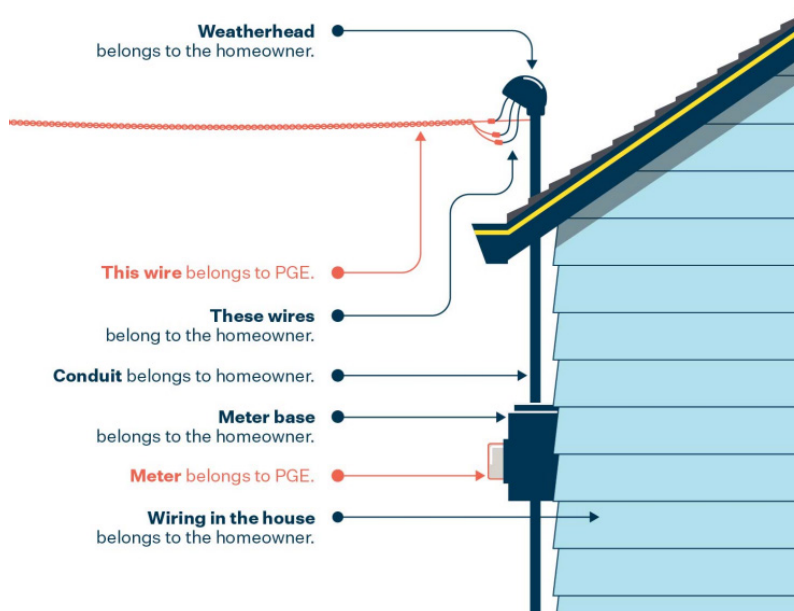 Weatherhead
belongs to the homeowner.
This wire belongs to PGE.
These wires
belong to the homeowner.
Conduit belongs to homeowner.
Meter base
belongs to the homeowner.
Meter belongs to PGE.
Wiring in the house
belongs to the homeowner.